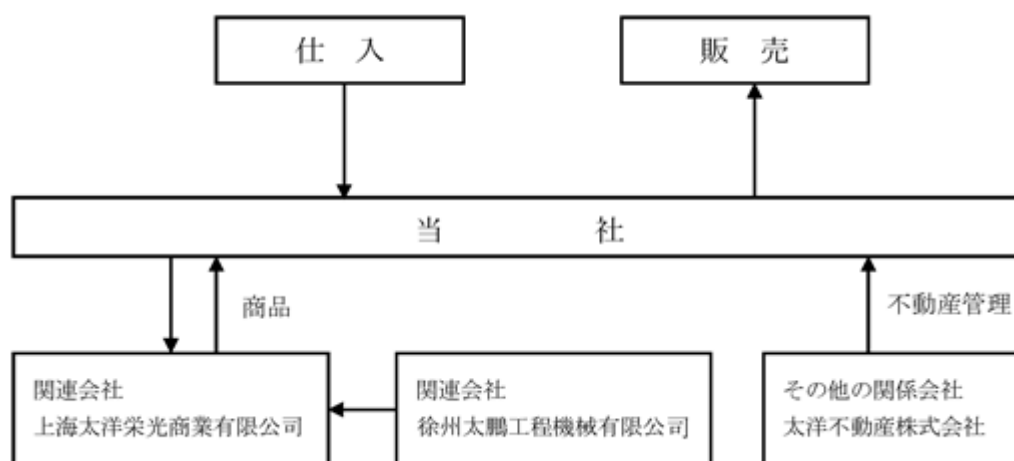 仕 入
販 売
当 社
商品
不動産管理
関連会社
上海太洋栄光商業有限公司
関連会社
徐州太鵬工程機械有限公司
その他の関係会社
太洋不動産株式会社